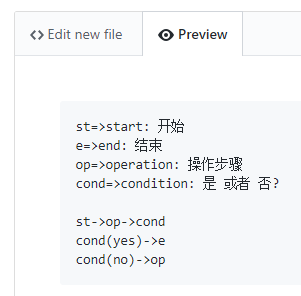 Edit new file
Preview
st=>start: 开始
e=>end: 结束
op=>operation: 操作步骤
cond=>condition: 是 或者 否?
st->op->cond
cond(yes)->e
cond(no)->op